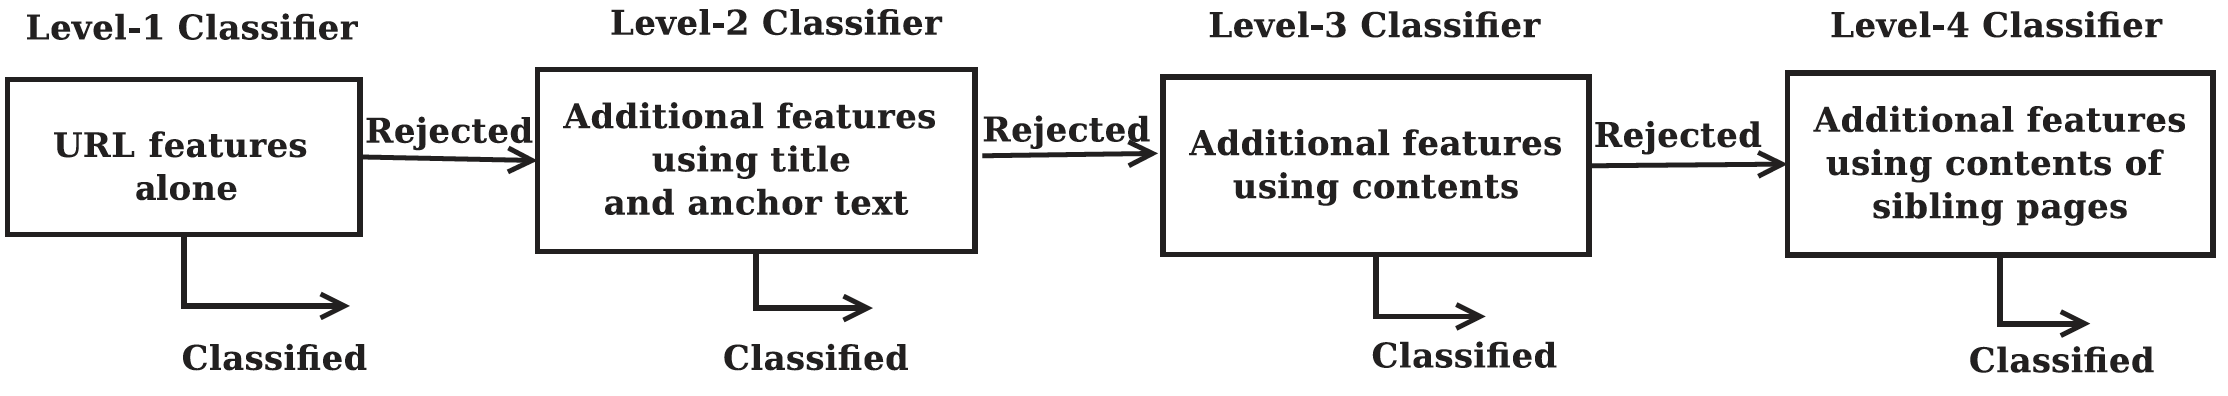 Level-1 Classifier
Level-2 Classifier
Level-3 Classifier
Level-4 Classifier
URL features
alone
Rejected
Additional features
using title
and anchor text
Rejected
Additional features
using contents
Rejected
Additional features
using contents of
sibling pages
Classified
Classified
Classified
Classified